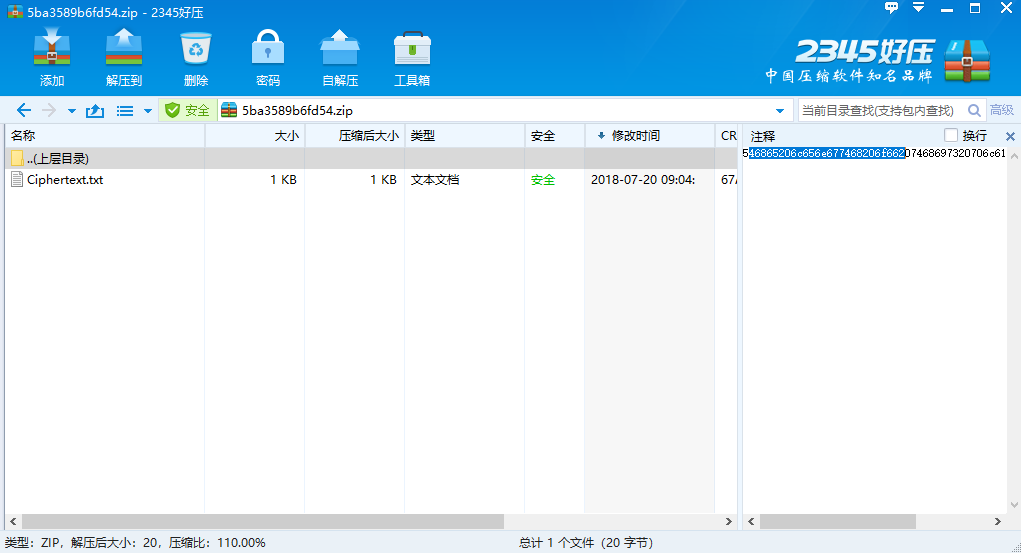 5ba3589b6fd54.zip - 2345好压
添加 解压到 删除 密码 自解压 工具箱
2345好压
中国压缩软件知名品牌
安全 5ba3589b6fd54.zip 当前目录查找(支持包内查找) 高级
名称 大小 压缩后大小 类型 安全 修改时间 CR 注释 换行
546865206c656e677468206f662074686973 20706c61
..(上层目录)
Ciphertext.txt 1 KB 1 KB 文本文档 安全 2018-07-20 09:04: 67
类型: ZIP, 解压后大小: 20, 压缩比: 110.00% 总计 1 个文件 (20 字节)